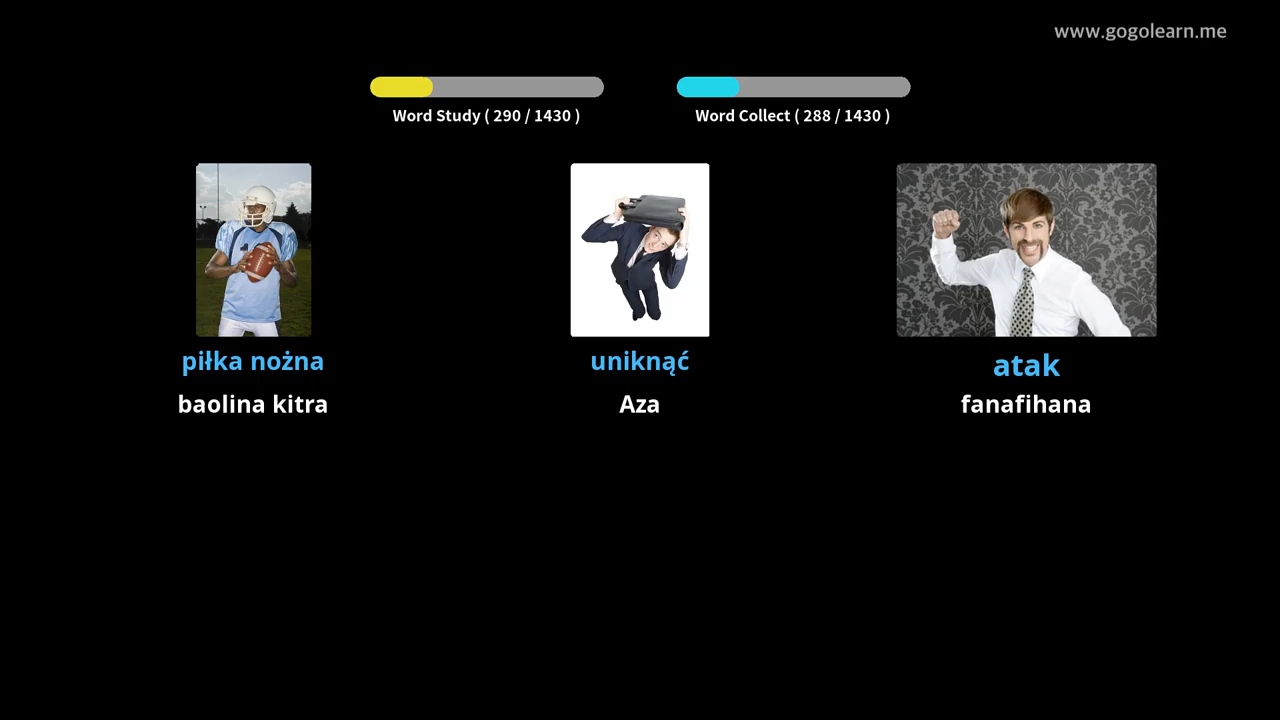 www.gogolearn.me
Word Study ( 290 / 1430 )
Word Collect ( 288 / 1430 )
piłka nożna
uniknąć
atak
baolina kitra
Aza
fanafihana